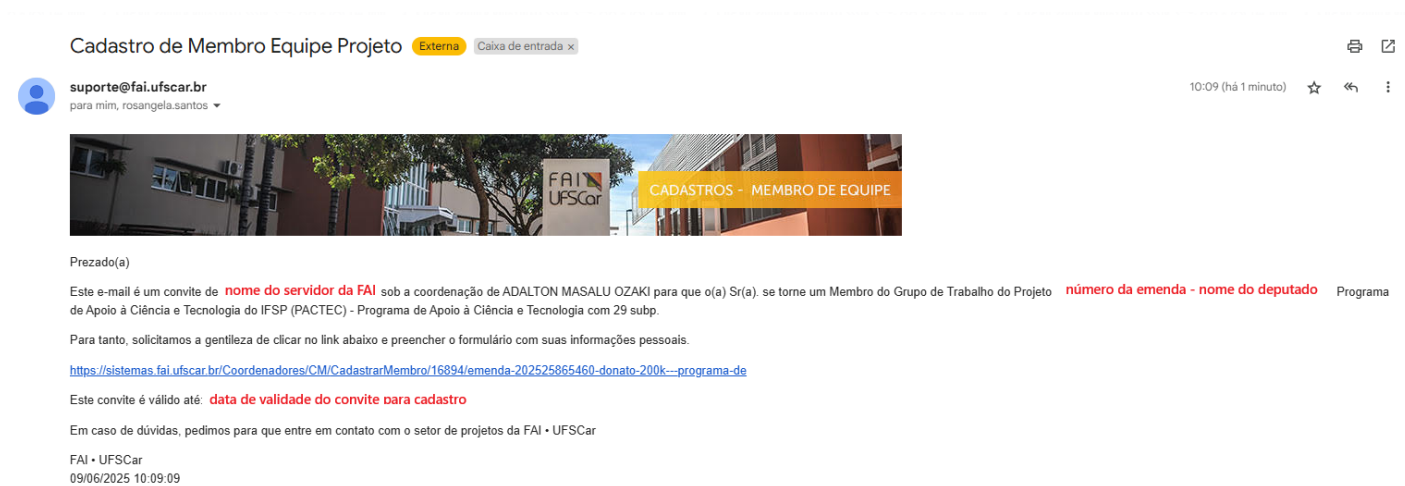 Cadastro de Membro Equipe Projeto Externa Caixa de entrada ×
suporte@fai.ufscar.br 10:09 (há 1 minuto)
para mim, rosangela.santos
FAI
UFSCar
CADASTROS - MEMBRO DE EQUIPE
Prezado(a)
Este e-mail é um convite de nome do servidor da FAI sob a coordenação de ADALTON MASALU OZAKI para que o(a) Sr(a). se torne um Membro do Grupo de Trabalho do Projeto número da emenda - nome do deputado Programa
de Apoio à Ciência e Tecnologia do IFSP (PACTEC) - Programa de Apoio à Ciência e Tecnologia com 29 subp.
Para tanto, solicitamos a gentileza de clicar no link abaixo e preencher o formulário com suas informações pessoais.
https://sistemas.fai.ufscar.br/Coordenadores/CM/CadastrarMembro/16894/emenda-202525865460-donato-200k---programa-de
Este convite é válido até: data de validade do convite para cadastro
Em caso de dúvidas, pedimos para que entre em contato com o setor de projetos da FAI • UFSCar
FAI • UFSCar
09/06/2025 10:09:09